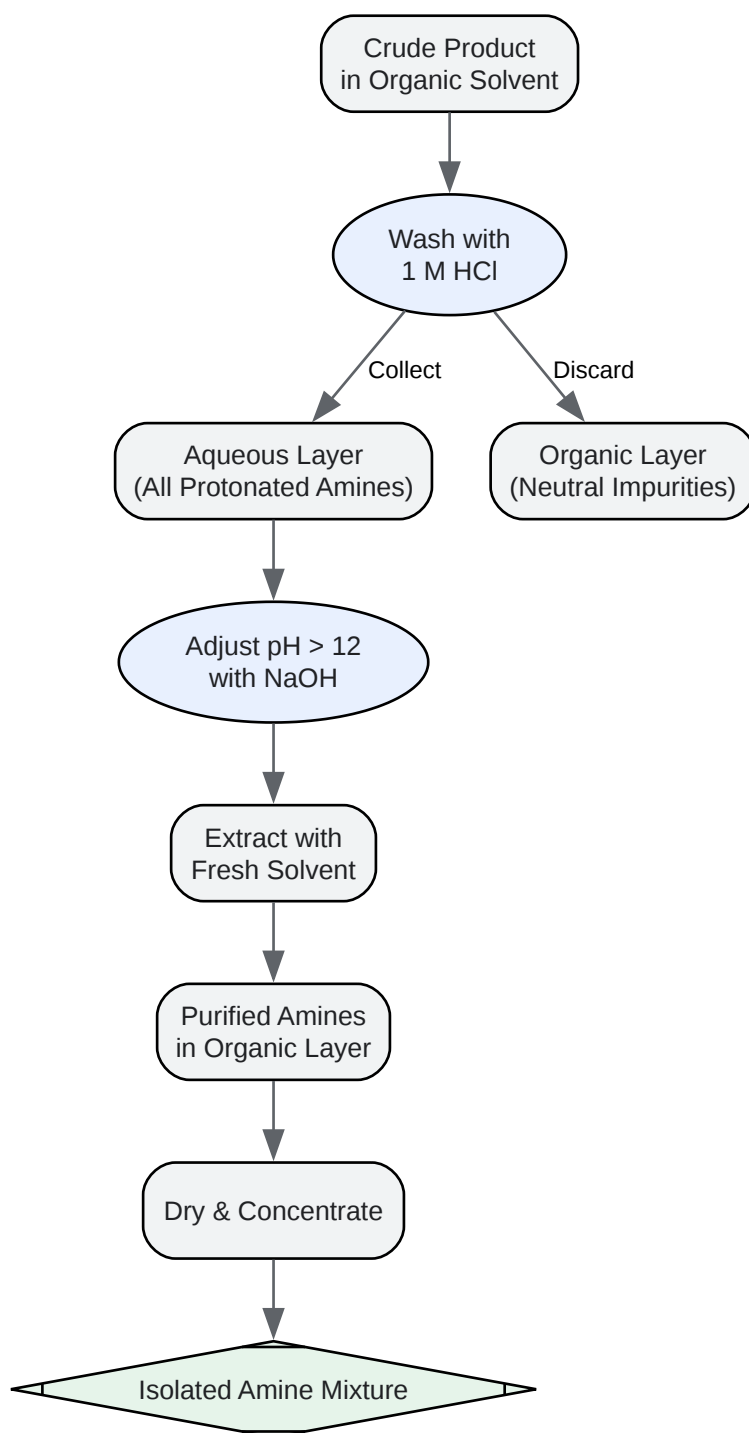 Crude Product
in Organic Solvent
Wash with
1 M HCl
Collect
Discard
Aqueous Layer
(All Protonated Amines)
Organic Layer
(Neutral Impurities)
Adjust pH > 12
with NaOH
Extract with
Fresh Solvent
Purified Amines
in Organic Layer
Dry & Concentrate
Isolated Amine Mixture